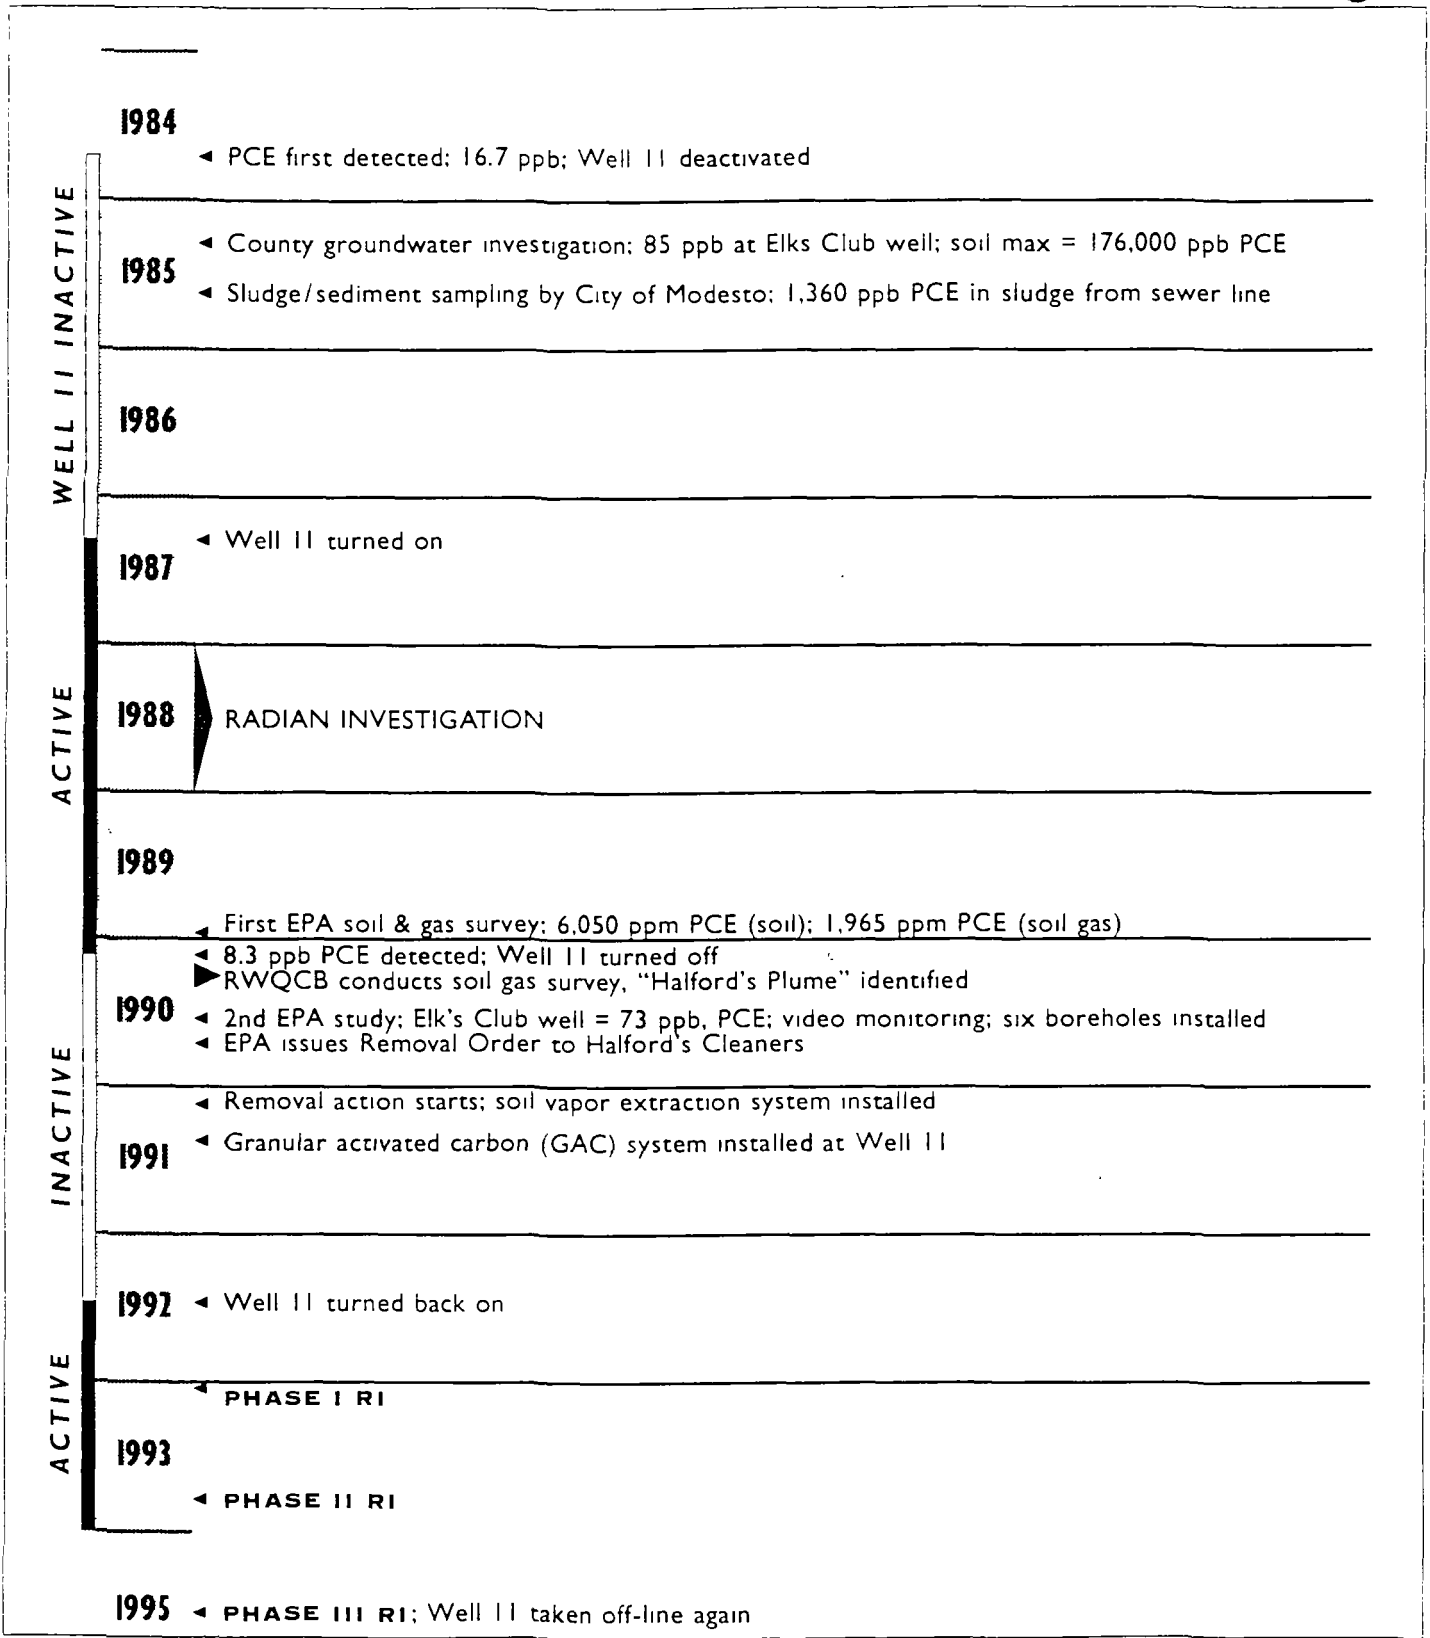 1984
◄ PCE first detected; 16.7 ppb; Well 11 deactivated
WELL 11 INACTIVE
1985
◄ County groundwater investigation; 85 ppb at Elks Club well; soil max = 176,000 ppb PCE
◄ Sludge/sediment sampling by City of Modesto; 1,360 ppb PCE in sludge from sewer line
1986
1987
◄ Well 11 turned on
ACTIVE
1988
RADIAN INVESTIGATION
1989
◄ First EPA soil & gas survey; 6,050 ppm PCE (soil); 1,965 ppm PCE (soil gas)
1990
◄ 8.3 ppb PCE detected; Well 11 turned off
►RWQCB conducts soil gas survey, "Halford's Plume" identified
◄ 2nd EPA study; Elk's Club well = 73 ppb, PCE; video monitoring; six boreholes installed
◄ EPA issues Removal Order to Halford's Cleaners
INACTIVE
1991
◄ Removal action starts; soil vapor extraction system installed
◄ Granular activated carbon (GAC) system installed at Well 11
1992
◄ Well 11 turned back on
ACTIVE
1993
◄ PHASE I RI
◄ PHASE II RI
1995
◄ PHASE III RI; Well 11 taken off-line again